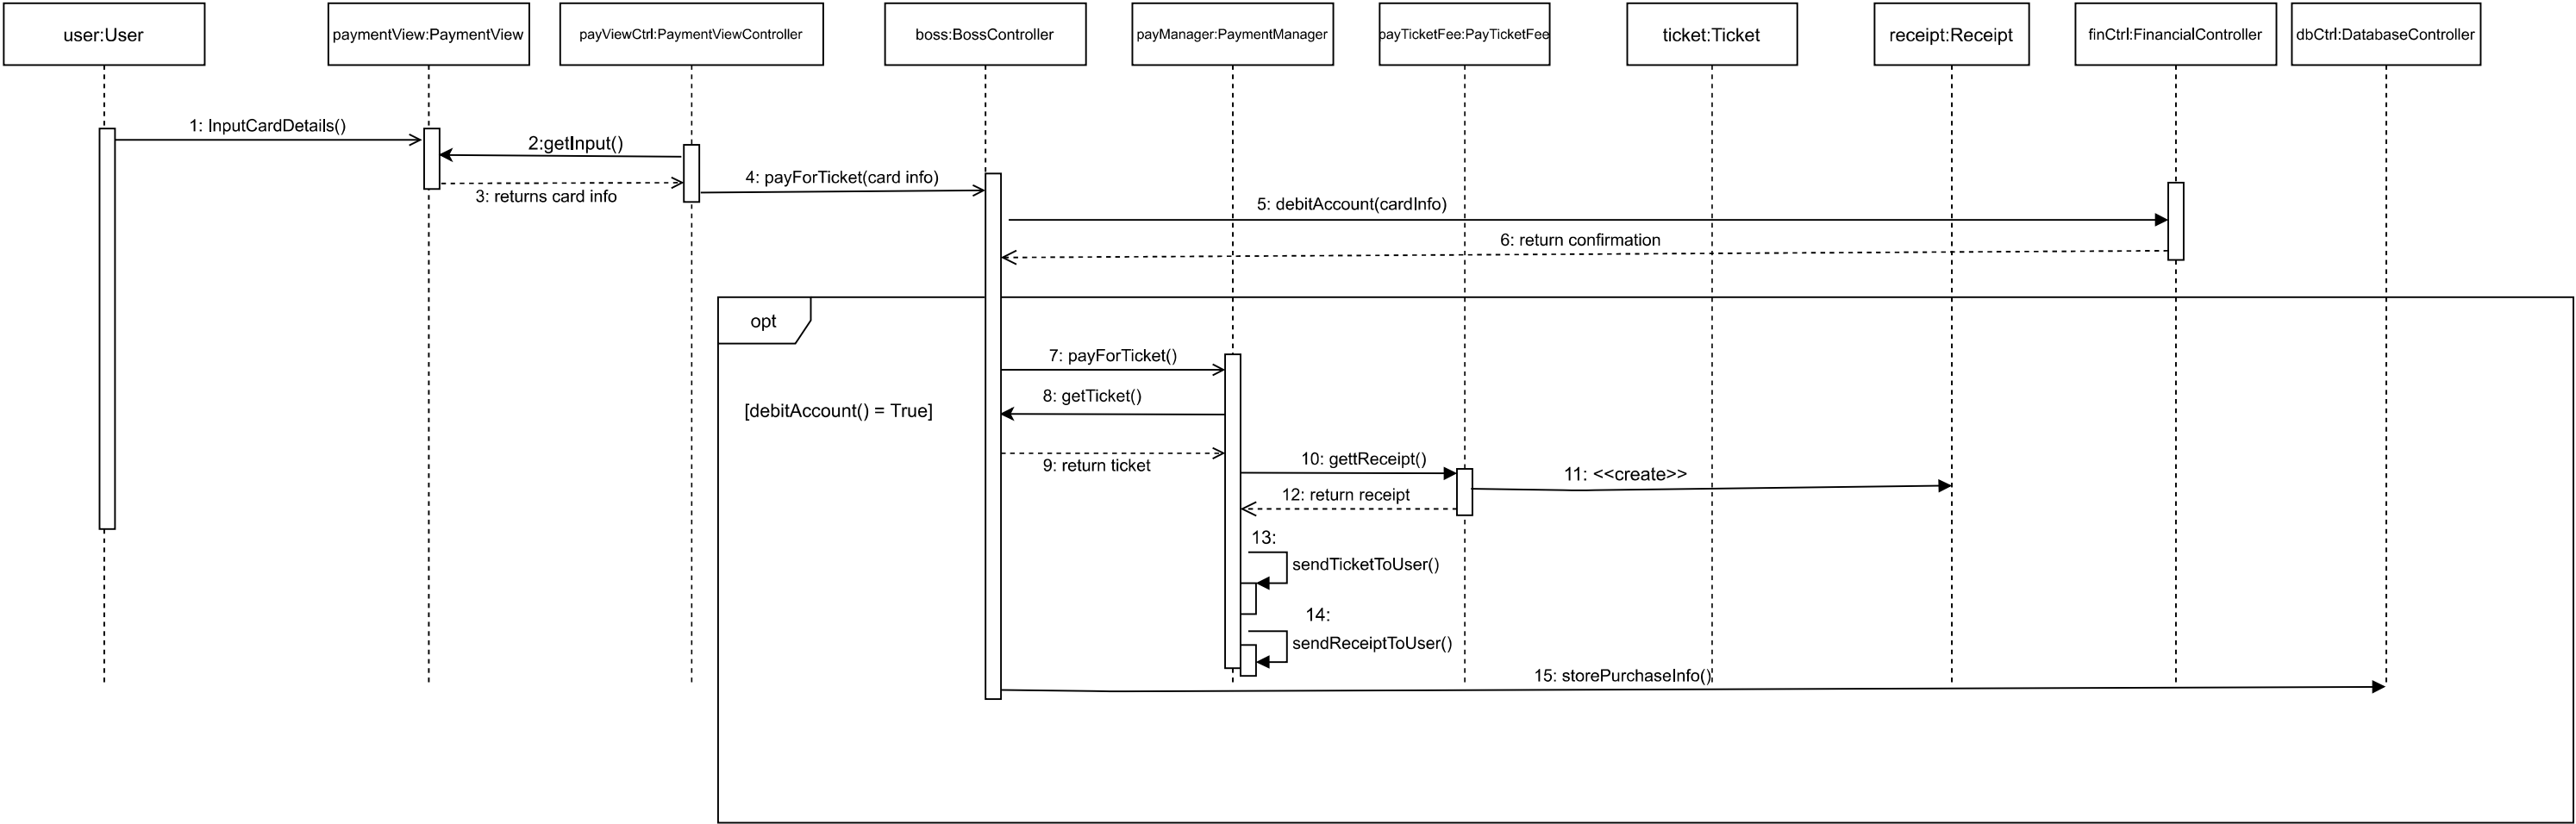 user:User
paymentView:PaymentView
payViewCtrl:PaymentViewController
boss:BossController
payManager:PaymentManager
payTicketFee:PayTicketFee
ticket:Ticket
receipt:Receipt
finCtrl:FinancialController
dbCtrl:DatabaseController
1: InputCardDetails()
2:getInput()
3: returns card info
4: payForTicket(card info)
5: debitAccount(cardInfo)
6: return confirmation
opt
7: payForTicket()
8: getTicket()
[debitAccount() = True]
9: return ticket
10: gettReceipt()
11: <<create>>
12: return receipt
13:
sendTicketToUser()
14:
sendReceiptToUser()
15: storePurchaseInfo()